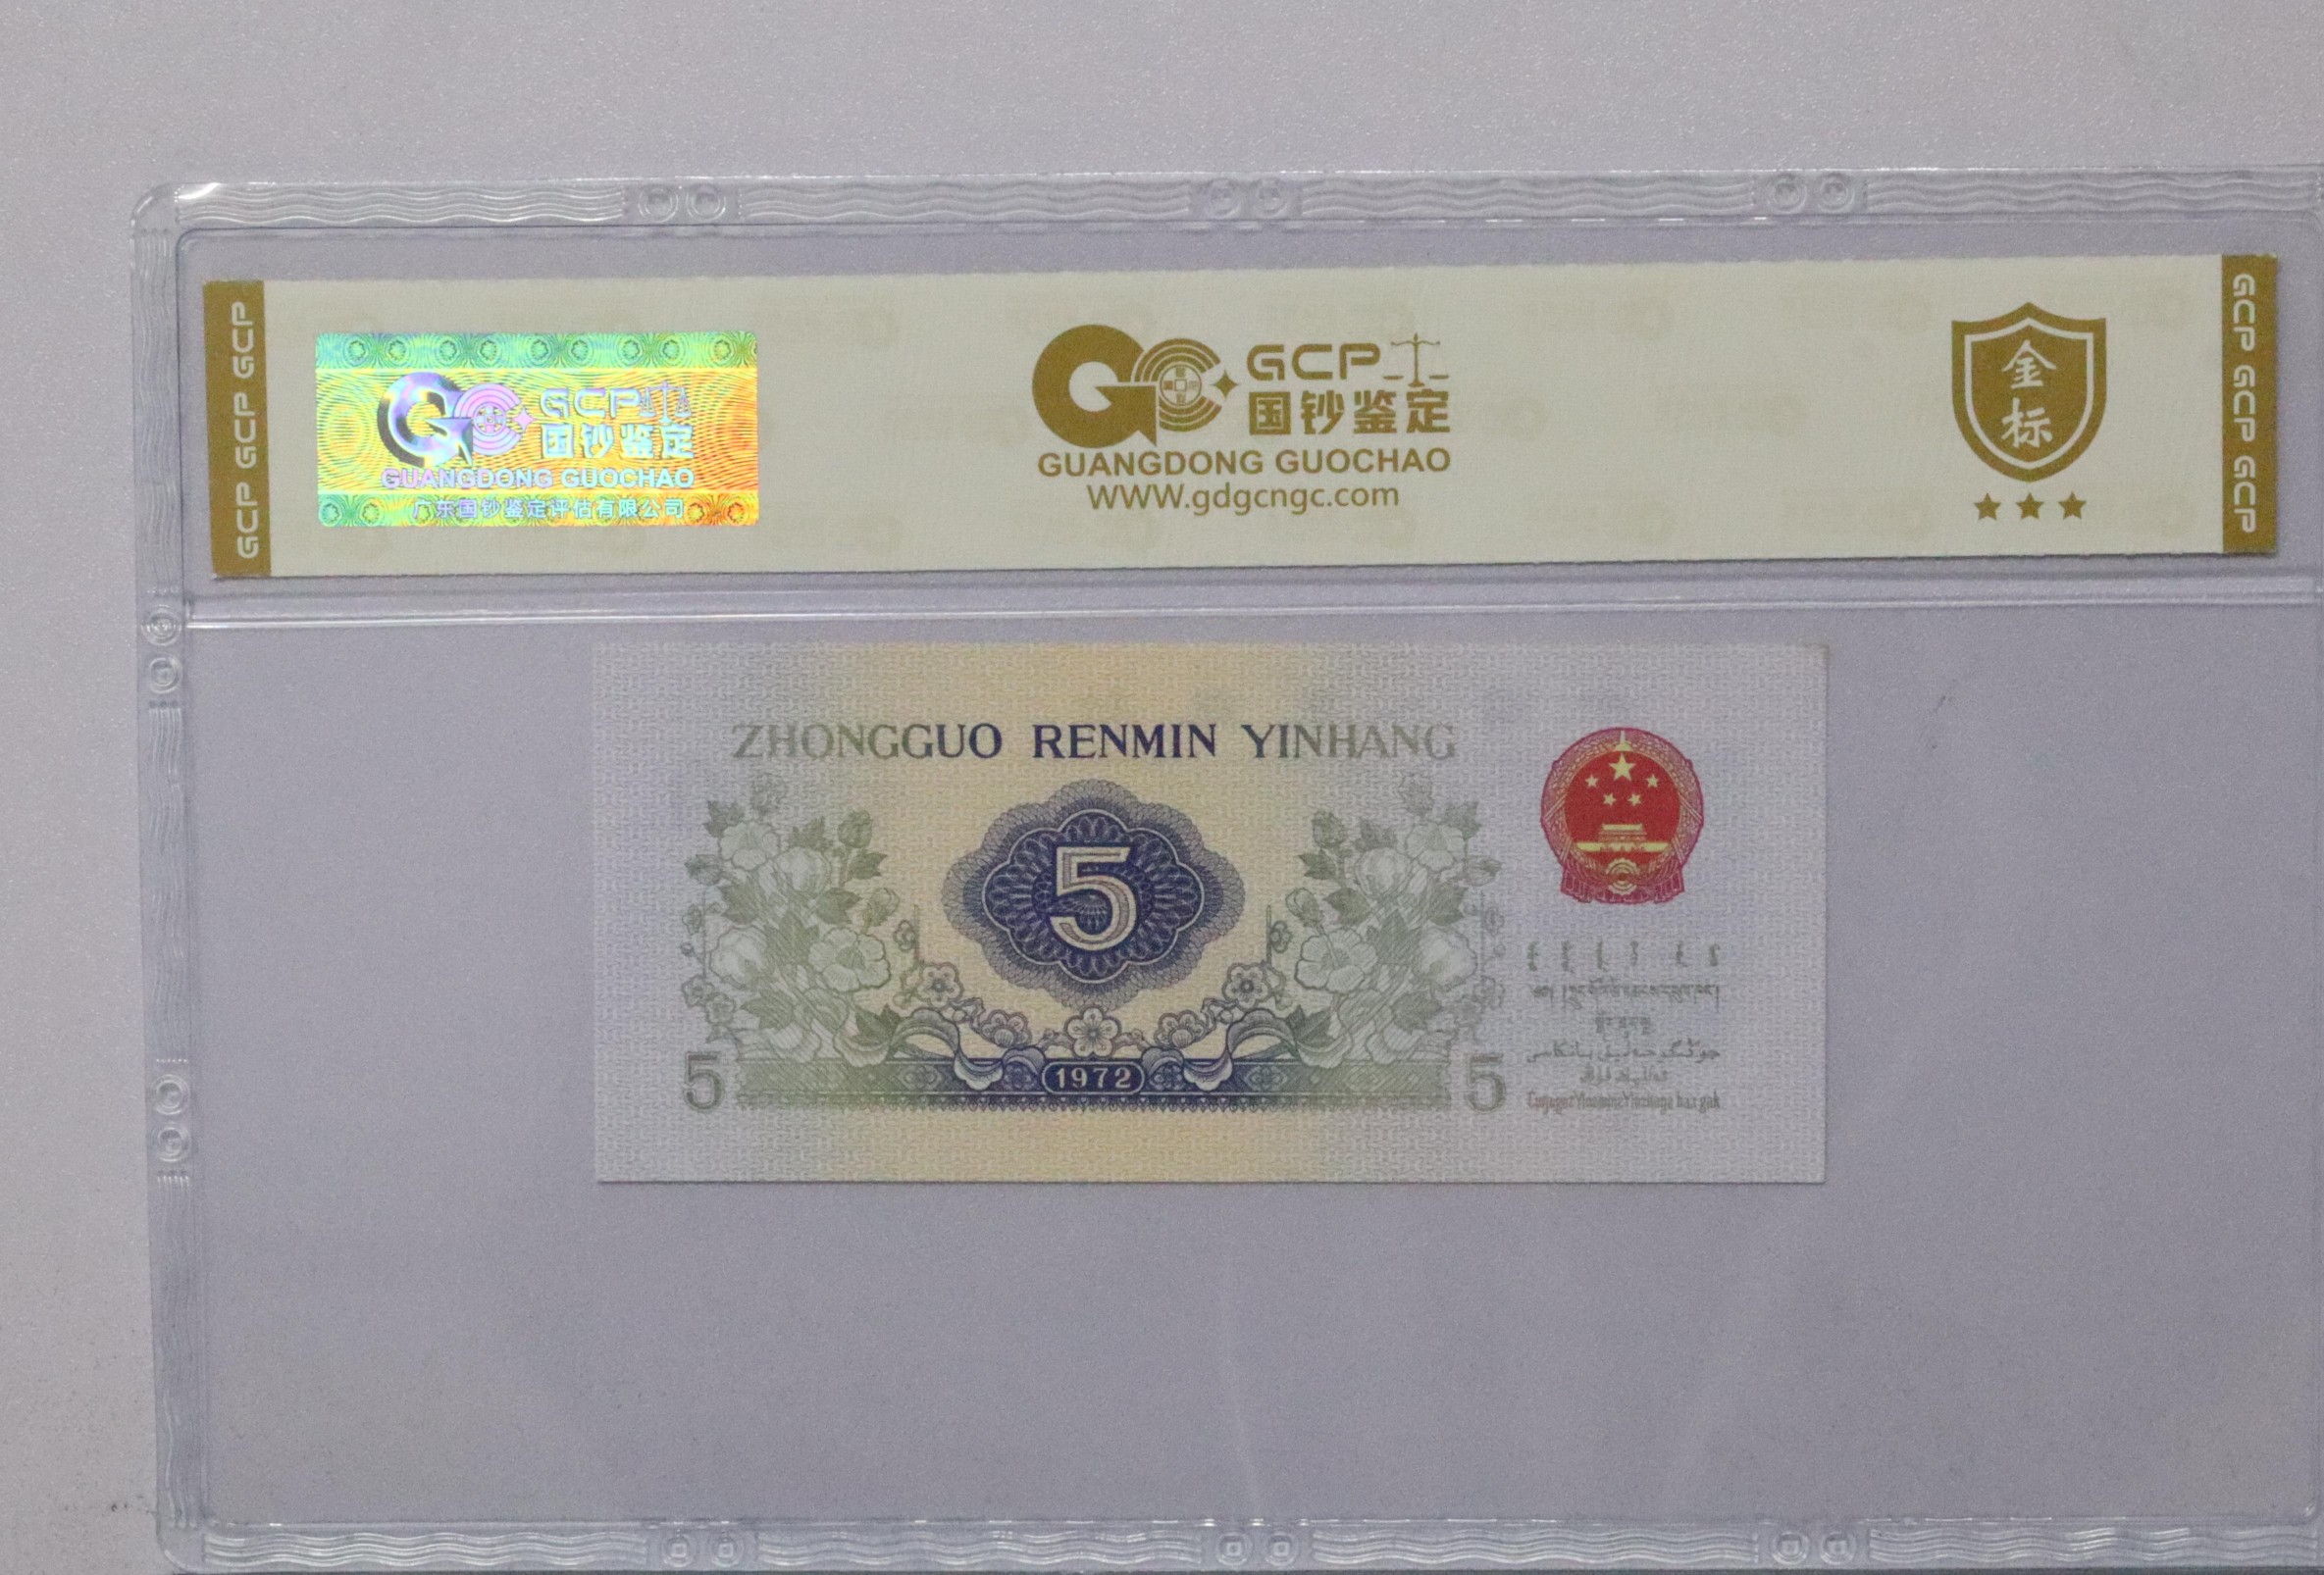 GCP GCP GCP
GCP
国钞鉴定
GUANGDONG GUOCHAO
广东国钞鉴定评估有限公司
GCP
国钞鉴定
GUANGDONG GUOCHAO
WWW.gdgcngc.com
金
标
GCP GCP GCP
ZHONGGUO RENMIN YINHANG
5
1972
5
5